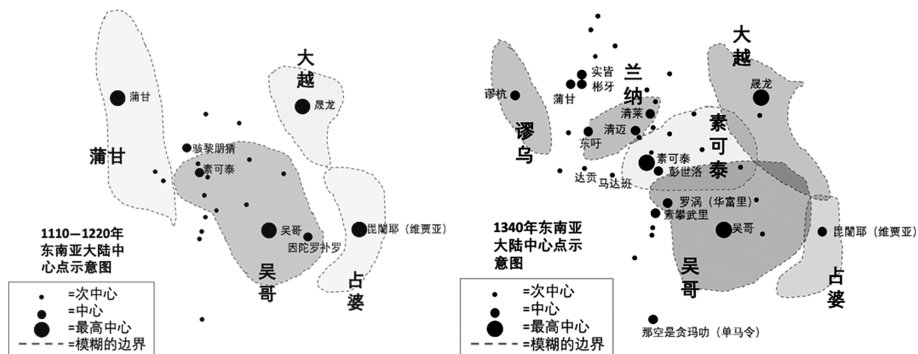 大越
晟龙
蒲甘
蒲甘
骇黎朋猜
素可泰
吴哥
因陀罗补罗
毘闍耶（维贾亚）
吴哥
占婆
1110—1220年
东南亚大陆中
心点示意图
=次中心
=中心
=最高中心
=模糊的边界
大越
晟龙
实皆
彬牙
蒲甘
兰纳
清莱
清迈
谬杭
谬乌
东吁
素可泰
素可泰
彭世洛
达贡
马达班
罗涡（华富里）
素攀武里
吴哥
毘闍耶（维贾亚）
吴哥
占婆
那空是贪玛叻（单马令）
1340年东南亚
大陆中心点示
意图
=次中心
=中心
=最高中心
=模糊的边界